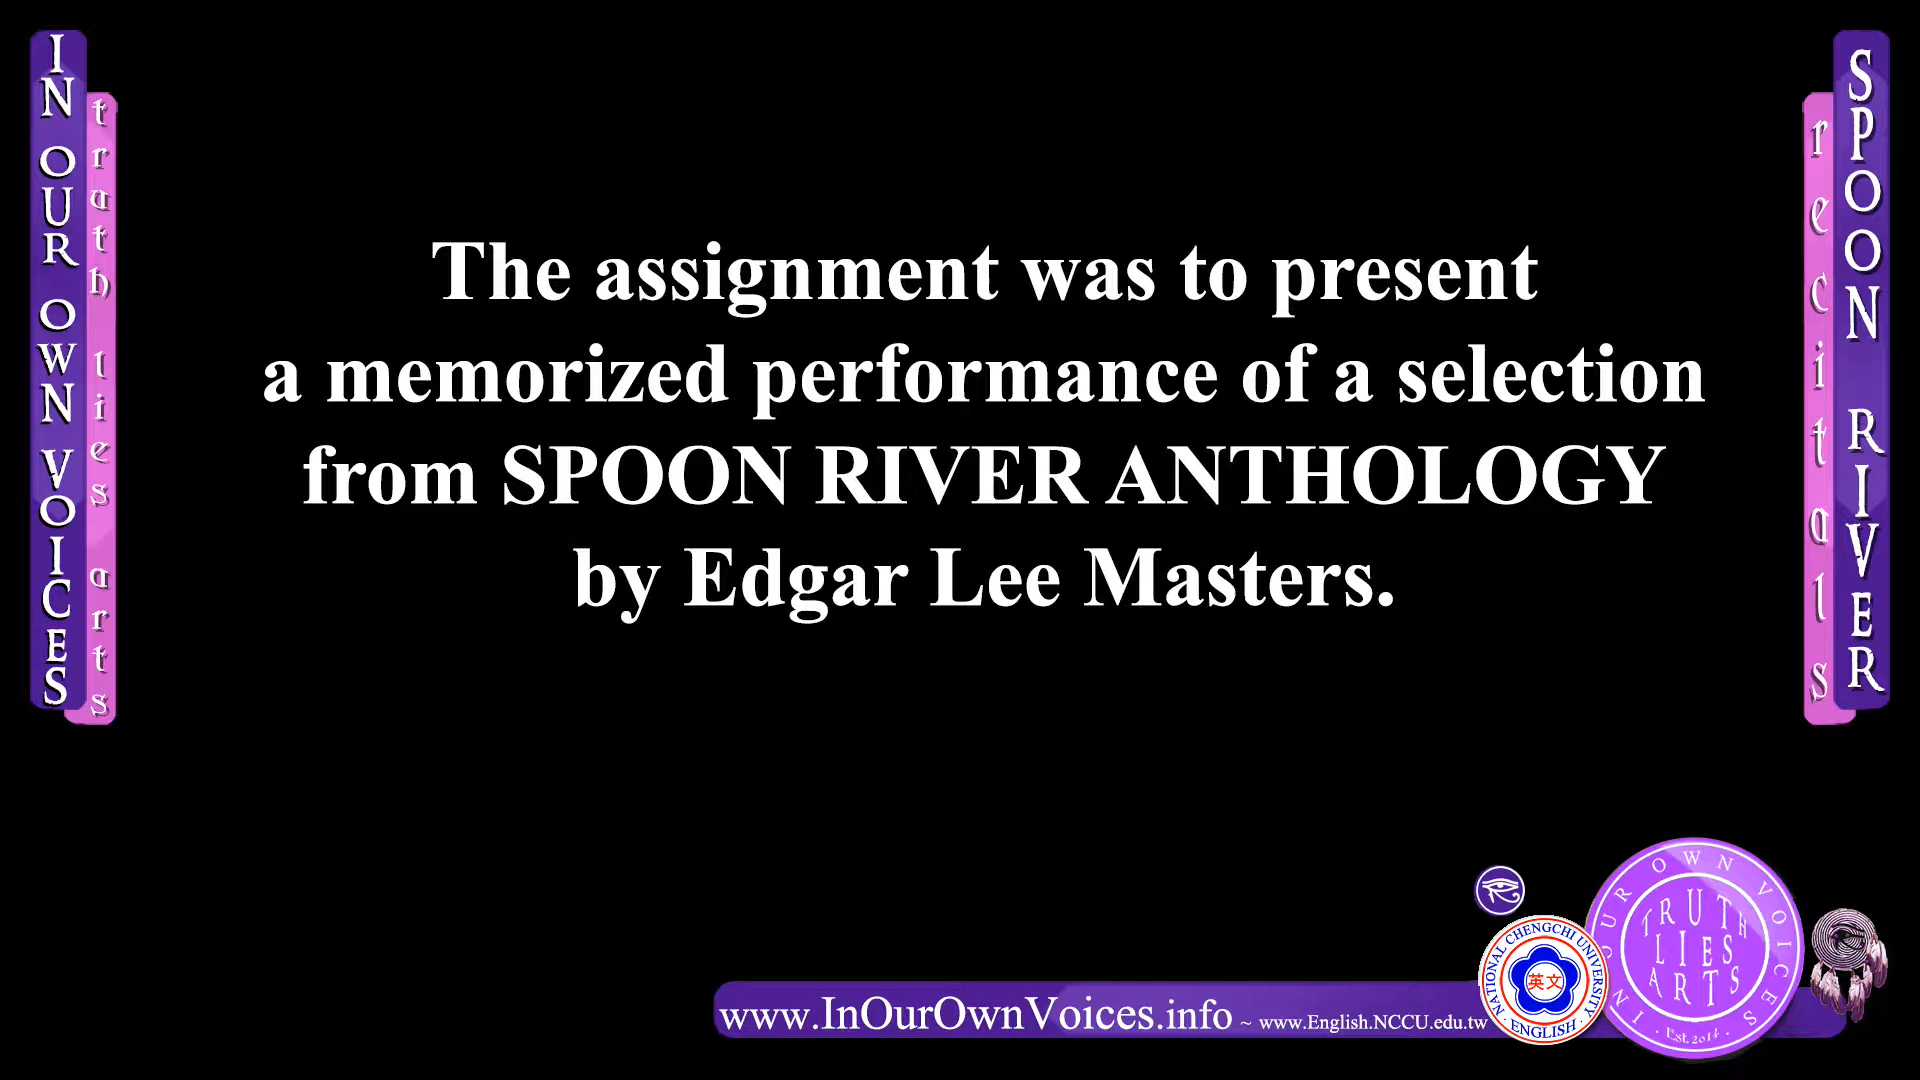 IN OUR OWN VOICES
truth lies arts
The assignment was to present
a memorized performance of a selection
from SPOON RIVER ANTHOLOGY
by Edgar Lee Masters.
recitals
SPOON RIVER
www.InOurOwnVoices.info ~ www.English.NCCU.edu.tw
NATIONAL CHENGCHI UNIVERSITY
英文
· ENGLISH ·
IN OUR OWN VOICES
TRUTH
LIES
ARTS
· Est. 2014 ·